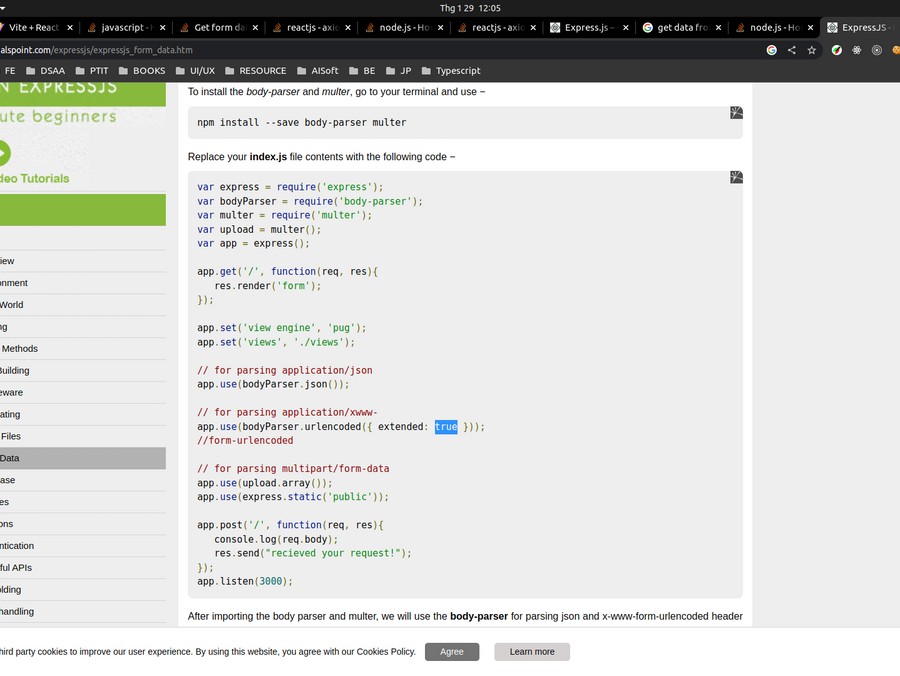 Thg 1 29 12:05
Vite + React
javascript -
Get form da
reactjs - axio
node.js - Ho
reactjs - axio
Express.js –
get data fro
node.js - Ho
ExpressJS -
alspoint.com/expressjs/expressjs_form_data.htm
FE DSAA PTIT BOOKS UI/UX RESOURCE AISoft BE JP Typescript
N EXPRESSJS
ute beginners
deo Tutorials
iew
onment
World
ng
Methods
Building
eware
ating
Files
Data
ase
es
ons
ntication
ful APIs
olding
handling
To install the body-parser and multer, go to your terminal and use −
npm install --save body-parser multer
Replace your index.js file contents with the following code −
var express = require('express');
var bodyParser = require('body-parser');
var multer = require('multer');
var upload = multer();
var app = express();
app.get('/', function(req, res){
res.render('form');
});
app.set('view engine', 'pug');
app.set('views', './views');
// for parsing application/json
app.use(bodyParser.json());
// for parsing application/xwww-
app.use(bodyParser.urlencoded({ extended: true }));
//form-urlencoded
// for parsing multipart/form-data
app.use(upload.array());
app.use(express.static('public'));
app.post('/', function(req, res){
console.log(req.body);
res.send("recieved your request!");
});
app.listen(3000);
After importing the body parser and multer, we will use the body-parser for parsing json and x-www-form-urlencoded header
hird party cookies to improve our user experience. By using this website, you agree with our Cookies Policy.
Agree
Learn more